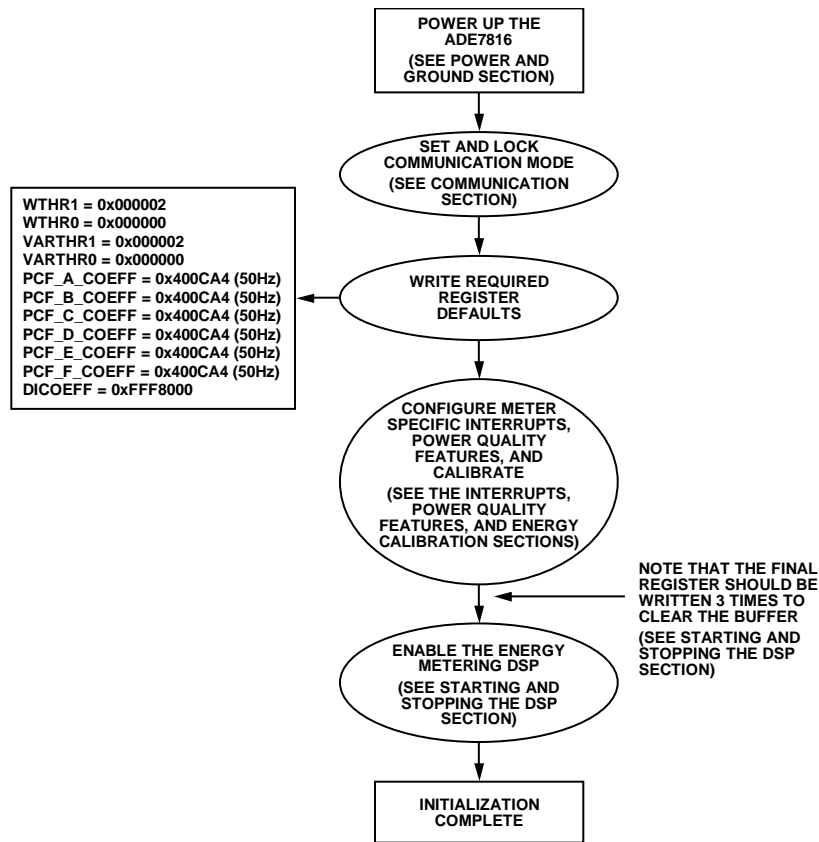 POWER UP THE
ADE7816
(SEE POWER AND
GROUND SECTION)
SET AND LOCK
COMMUNICATION MODE
(SEE COMMUNICATION
SECTION)
WTHR1 = 0x000002
WTHR0 = 0x000000
VARTHR1 = 0x000002
VARTHR0 = 0x000000
PCF_A_COEFF = 0x400CA4 (50Hz)
PCF_B_COEFF = 0x400CA4 (50Hz)
PCF_C_COEFF = 0x400CA4 (50Hz)
PCF_D_COEFF = 0x400CA4 (50Hz)
PCF_E_COEFF = 0x400CA4 (50Hz)
PCF_F_COEFF = 0x400CA4 (50Hz)
DICOEFF = 0xFFF8000
WRITE REQUIRED
REGISTER
DEFAULTS
CONFIGURE METER
SPECIFIC INTERRUPTS,
POWER QUALITY
FEATURES, AND
CALIBRATE
(SEE THE INTERRUPTS,
POWER QUALITY
FEATURES, AND ENERGY
CALIBRATION SECTIONS)
NOTE THAT THE FINAL
REGISTER SHOULD BE
WRITTEN 3 TIMES TO
CLEAR THE BUFFER
(SEE STARTING AND
STOPPING THE DSP
SECTION)
ENABLE THE ENERGY
METERING DSP
(SEE STARTING AND
STOPPING THE DSP
SECTION)
INITIALIZATION
COMPLETE